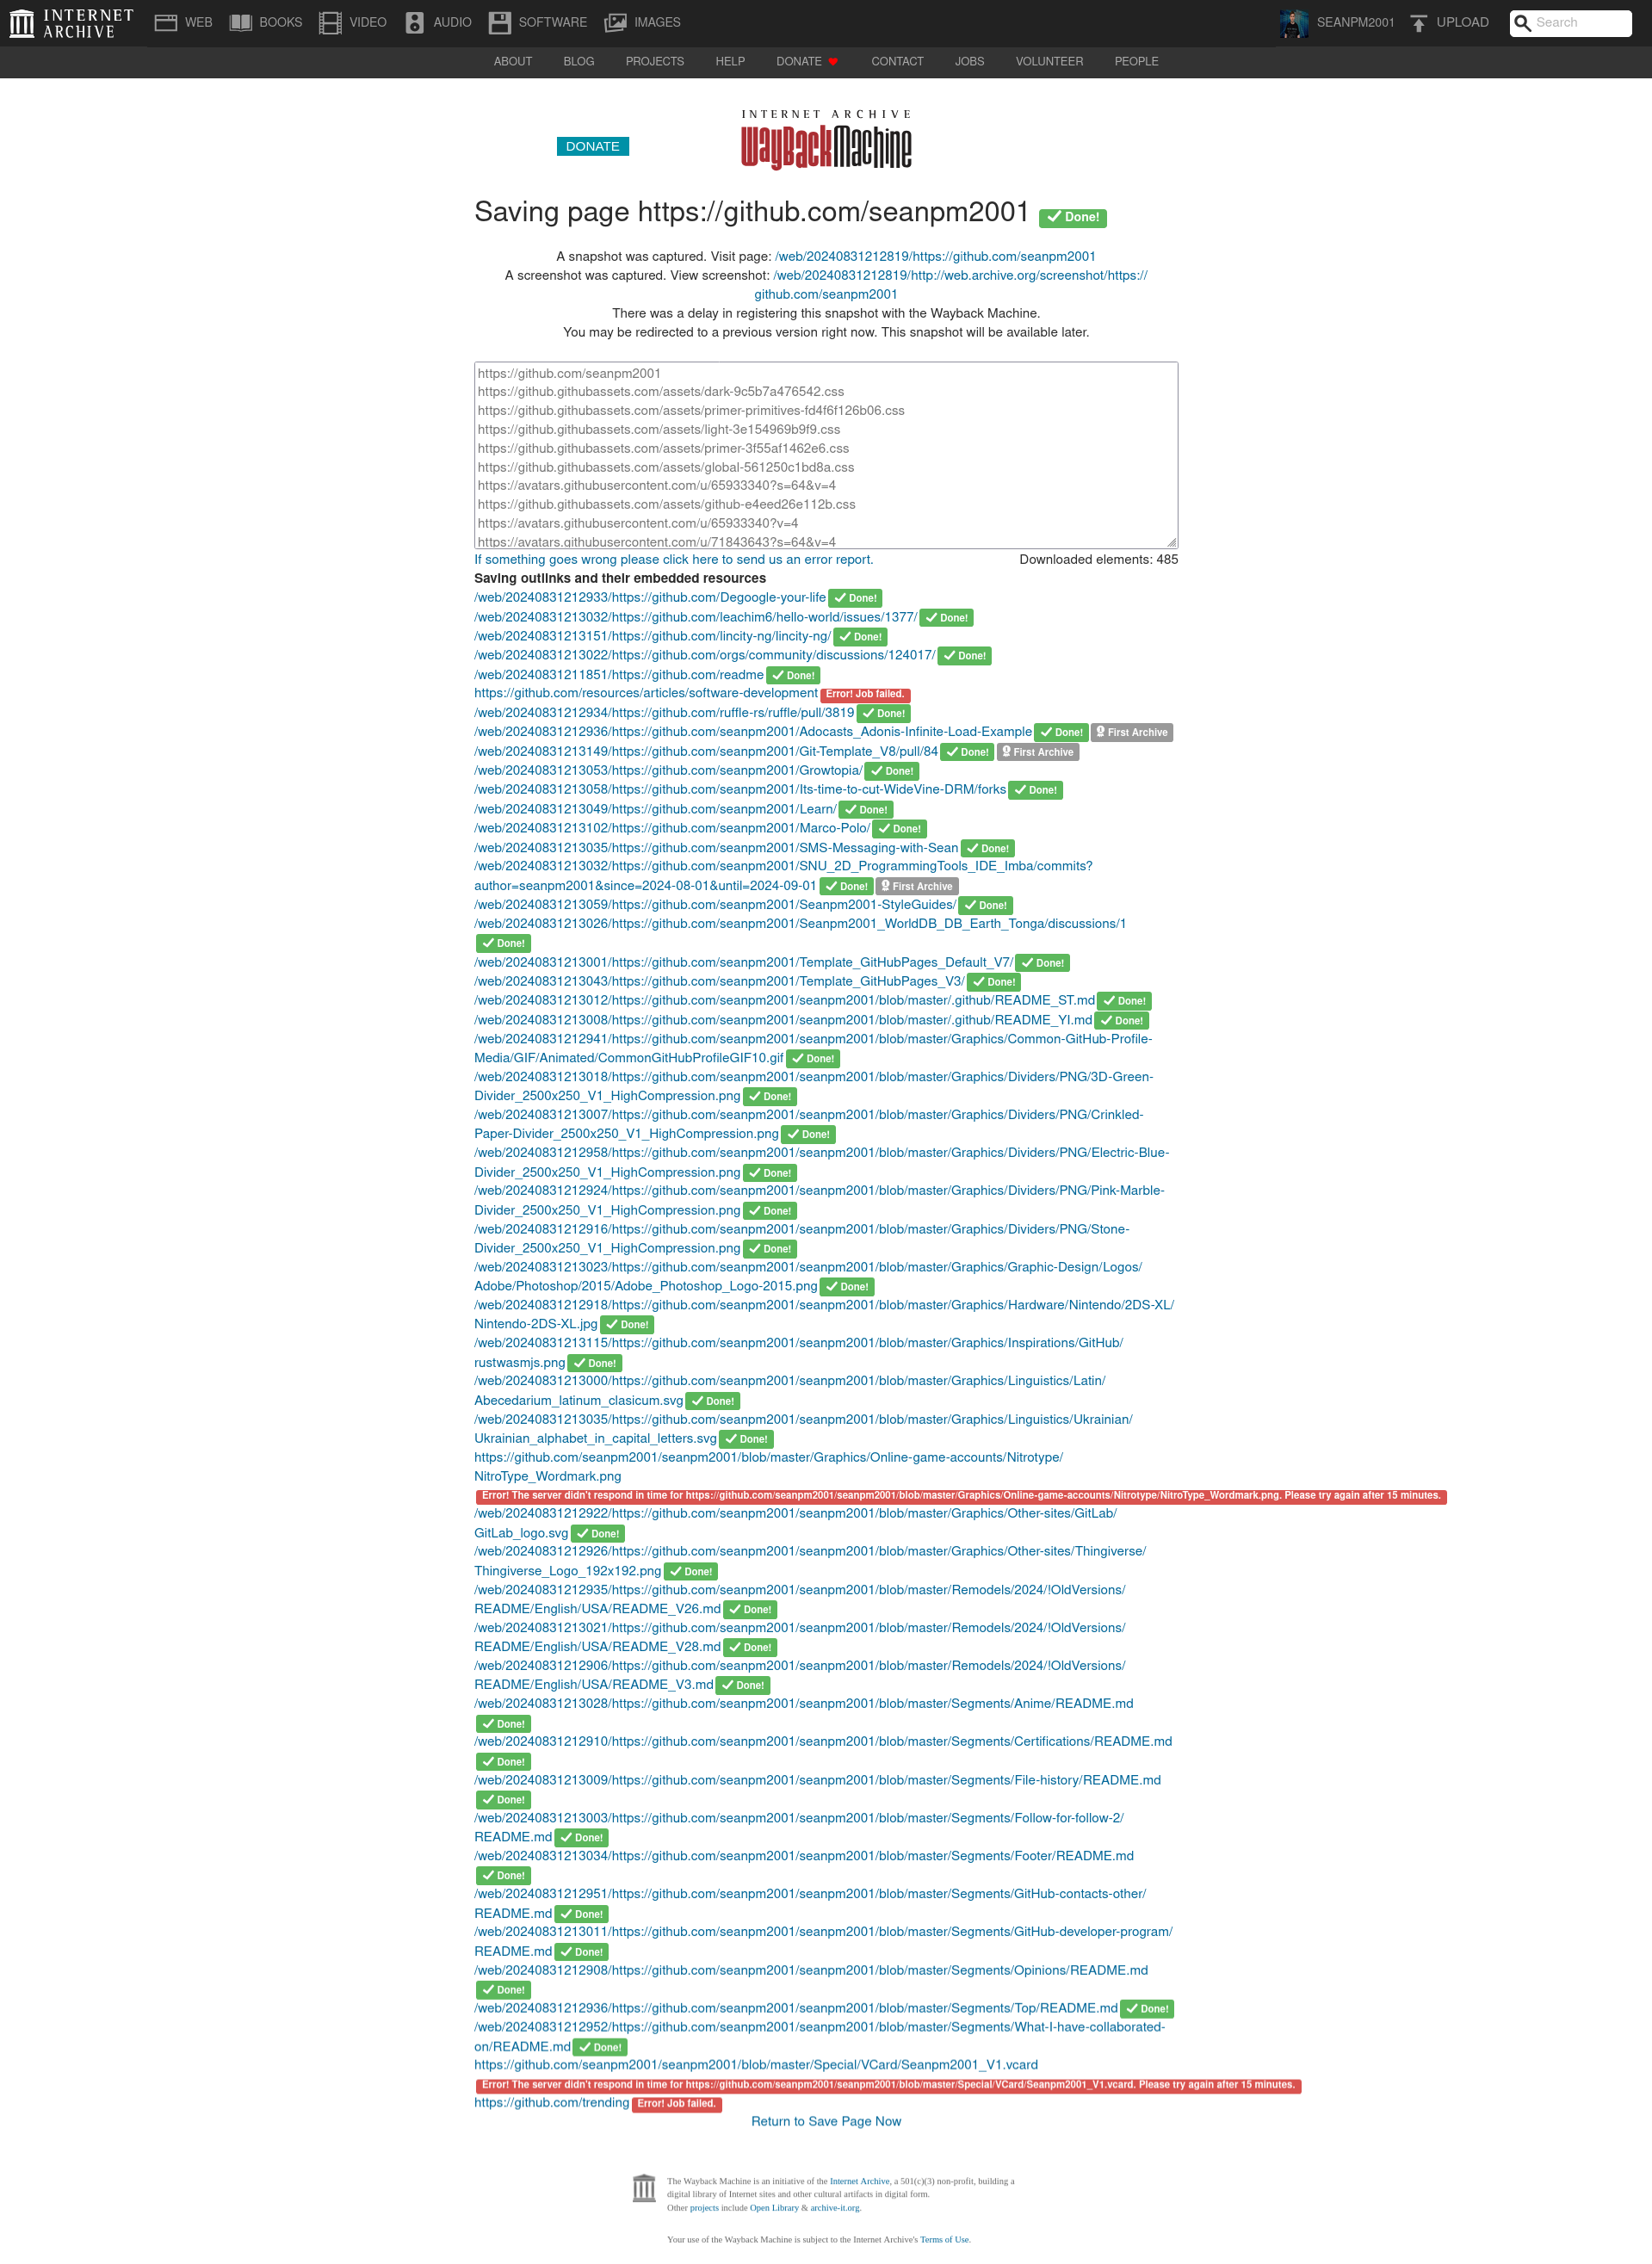 INTERNET ARCHIVE
WEB BOOKS VIDEO AUDIO SOFTWARE IMAGES SEANPM2001 UPLOAD Search
ABOUT BLOG PROJECTS HELP DONATE CONTACT JOBS VOLUNTEER PEOPLE
INTERNET ARCHIVE
WayBackMachine
DONATE
Saving page https://github.com/seanpm2001 Done!
A snapshot was captured. Visit page: /web/20240831212819/https://github.com/seanpm2001
A screenshot was captured. View screenshot: /web/20240831212819/http://web.archive.org/screenshot/https://
github.com/seanpm2001
There was a delay in registering this snapshot with the Wayback Machine.
You may be redirected to a previous version right now. This snapshot will be available later.
https://github.com/seanpm2001
https://github.githubassets.com/assets/dark-9c5b7a476542.css
https://github.githubassets.com/assets/primer-primitives-fd4f6f126b06.css
https://github.githubassets.com/assets/light-3e154969b9f9.css
https://github.githubassets.com/assets/primer-3f55af1462e6.css
https://github.githubassets.com/assets/global-561250c1bd8a.css
https://avatars.githubusercontent.com/u/65933340?s=64&v=4
https://github.githubassets.com/assets/github-e4eed26e112b.css
https://avatars.githubusercontent.com/u/65933340?v=4
https://avatars.githubusercontent.com/u/71843643?s=64&v=4
If something goes wrong please click here to send us an error report. Downloaded elements: 485
Saving outlinks and their embedded resources
/web/20240831212933/https://github.com/Degoogle-your-life Done!
/web/20240831213032/https://github.com/leachim6/hello-world/issues/1377/ Done!
/web/20240831213151/https://github.com/lincity-ng/lincity-ng/ Done!
/web/20240831213022/https://github.com/orgs/community/discussions/124017/ Done!
/web/20240831211851/https://github.com/readme Done!
https://github.com/resources/articles/software-development Error! Job failed.
/web/20240831212934/https://github.com/ruffle-rs/ruffle/pull/3819 Done!
/web/20240831212936/https://github.com/seanpm2001/Adocasts_Adonis-Infinite-Load-Example Done! First Archive
/web/20240831213149/https://github.com/seanpm2001/Git-Template_V8/pull/84 Done! First Archive
/web/20240831213053/https://github.com/seanpm2001/Growtopia/ Done!
/web/20240831213058/https://github.com/seanpm2001/Its-time-to-cut-WideVine-DRM/forks Done!
/web/20240831213049/https://github.com/seanpm2001/Learn/ Done!
/web/20240831213102/https://github.com/seanpm2001/Marco-Polo/ Done!
/web/20240831213035/https://github.com/seanpm2001/SMS-Messaging-with-Sean Done!
/web/20240831213032/https://github.com/seanpm2001/SNU_2D_ProgrammingTools_IDE_Imba/commits?
author=seanpm2001&since=2024-08-01&until=2024-09-01 Done! First Archive
/web/20240831213059/https://github.com/seanpm2001/Seanpm2001-StyleGuides/ Done!
/web/20240831213026/https://github.com/seanpm2001/Seanpm2001_WorldDB_DB_Earth_Tonga/discussions/1
Done!
/web/20240831213001/https://github.com/seanpm2001/Template_GitHubPages_Default_V7/ Done!
/web/20240831213043/https://github.com/seanpm2001/Template_GitHubPages_V3/ Done!
/web/20240831213012/https://github.com/seanpm2001/seanpm2001/blob/master/.github/README_ST.md Done!
/web/20240831213008/https://github.com/seanpm2001/seanpm2001/blob/master/.github/README_YI.md Done!
/web/20240831212941/https://github.com/seanpm2001/seanpm2001/blob/master/Graphics/Common-GitHub-Profile-
Media/GIF/Animated/CommonGitHubProfileGIF10.gif Done!
/web/20240831213018/https://github.com/seanpm2001/seanpm2001/blob/master/Graphics/Dividers/PNG/3D-Green-
Divider_2500x250_V1_HighCompression.png Done!
/web/20240831213007/https://github.com/seanpm2001/seanpm2001/blob/master/Graphics/Dividers/PNG/Crinkled-
Paper-Divider_2500x250_V1_HighCompression.png Done!
/web/20240831212958/https://github.com/seanpm2001/seanpm2001/blob/master/Graphics/Dividers/PNG/Electric-Blue-
Divider_2500x250_V1_HighCompression.png Done!
/web/20240831212924/https://github.com/seanpm2001/seanpm2001/blob/master/Graphics/Dividers/PNG/Pink-Marble-
Divider_2500x250_V1_HighCompression.png Done!
/web/20240831212916/https://github.com/seanpm2001/seanpm2001/blob/master/Graphics/Dividers/PNG/Stone-
Divider_2500x250_V1_HighCompression.png Done!
/web/20240831213023/https://github.com/seanpm2001/seanpm2001/blob/master/Graphics/Graphic-Design/Logos/
Adobe/Photoshop/2015/Adobe_Photoshop_Logo-2015.png Done!
/web/20240831212918/https://github.com/seanpm2001/seanpm2001/blob/master/Graphics/Hardware/Nintendo/2DS-XL/
Nintendo-2DS-XL.jpg Done!
/web/20240831213115/https://github.com/seanpm2001/seanpm2001/blob/master/Graphics/Inspirations/GitHub/
rustwasmjs.png Done!
/web/20240831213000/https://github.com/seanpm2001/seanpm2001/blob/master/Graphics/Linguistics/Latin/
Abecedarium_latinum_clasicum.svg Done!
/web/20240831213035/https://github.com/seanpm2001/seanpm2001/blob/master/Graphics/Linguistics/Ukrainian/
Ukrainian_alphabet_in_capital_letters.svg Done!
https://github.com/seanpm2001/seanpm2001/blob/master/Graphics/Online-game-accounts/Nitrotype/
NitroType_Wordmark.png
Error! The server didn't respond in time for https://github.com/seanpm2001/seanpm2001/blob/master/Graphics/Online-game-accounts/Nitrotype/NitroType_Wordmark.png. Please try again after 15 minutes.
/web/20240831212922/https://github.com/seanpm2001/seanpm2001/blob/master/Graphics/Other-sites/GitLab/
GitLab_logo.svg Done!
/web/20240831212926/https://github.com/seanpm2001/seanpm2001/blob/master/Graphics/Other-sites/Thingiverse/
Thingiverse_Logo_192x192.png Done!
/web/20240831212935/https://github.com/seanpm2001/seanpm2001/blob/master/Remodels/2024/!OldVersions/
README/English/USA/README_V26.md Done!
/web/20240831213021/https://github.com/seanpm2001/seanpm2001/blob/master/Remodels/2024/!OldVersions/
README/English/USA/README_V28.md Done!
/web/20240831212906/https://github.com/seanpm2001/seanpm2001/blob/master/Remodels/2024/!OldVersions/
README/English/USA/README_V3.md Done!
/web/20240831213028/https://github.com/seanpm2001/seanpm2001/blob/master/Segments/Anime/README.md
Done!
/web/20240831212910/https://github.com/seanpm2001/seanpm2001/blob/master/Segments/Certifications/README.md
Done!
/web/20240831213009/https://github.com/seanpm2001/seanpm2001/blob/master/Segments/File-history/README.md
Done!
/web/20240831213003/https://github.com/seanpm2001/seanpm2001/blob/master/Segments/Follow-for-follow-2/
README.md Done!
/web/20240831213034/https://github.com/seanpm2001/seanpm2001/blob/master/Segments/Footer/README.md
Done!
/web/20240831212951/https://github.com/seanpm2001/seanpm2001/blob/master/Segments/GitHub-contacts-other/
README.md Done!
/web/20240831213011/https://github.com/seanpm2001/seanpm2001/blob/master/Segments/GitHub-developer-program/
README.md Done!
/web/20240831212908/https://github.com/seanpm2001/seanpm2001/blob/master/Segments/Opinions/README.md
Done!
/web/20240831212936/https://github.com/seanpm2001/seanpm2001/blob/master/Segments/Top/README.md Done!
/web/20240831212952/https://github.com/seanpm2001/seanpm2001/blob/master/Segments/What-I-have-collaborated-
on/README.md Done!
https://github.com/seanpm2001/seanpm2001/blob/master/Special/VCard/Seanpm2001_V1.vcard
Error! The server didn't respond in time for https://github.com/seanpm2001/seanpm2001/blob/master/Special/VCard/Seanpm2001_V1.vcard. Please try again after 15 minutes.
https://github.com/trending Error! Job failed.
Return to Save Page Now
The Wayback Machine is an initiative of the Internet Archive, a 501(c)(3) non-profit, building a
digital library of Internet sites and other cultural artifacts in digital form.
Other projects include Open Library & archive-it.org.
Your use of the Wayback Machine is subject to the Internet Archive's Terms of Use.